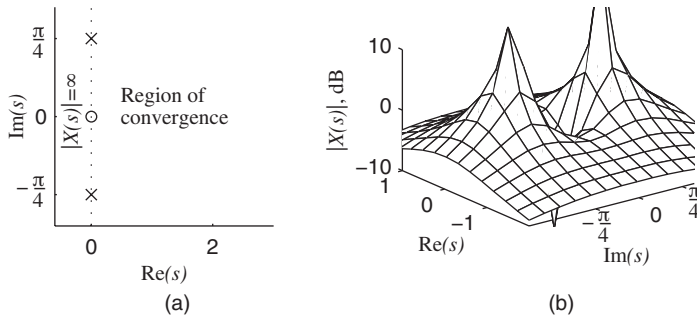 π
4
0
−π
4
Im(s)
|X(s)|=∞
Region of
convergence
0
2
Re(s)
(a)
10
0
−10
|X(s)|, dB
1
0
−1
Re(s)
−π
4
0
π
4
Im(s)
(b)